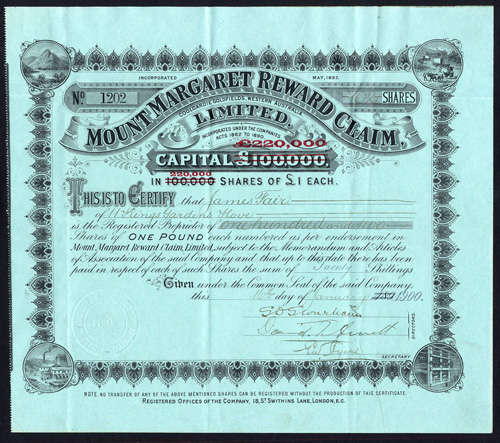 INCORPORATED MAY, 1897.
No 1202 SHARES
MOUNT MARGARET REWARD CLAIM,
COOLGARDIE GOLDFIELDS, WESTERN AUSTRALIA.
LIMITED.
INCORPORATED UNDER THE COMPANIES
ACTS 1862 TO 1890.
£220,000
CAPITAL £100,000,
220,000
IN 100,000 SHARES OF £1 EACH.
THIS IS TO CERTIFY that James Fair
of Kings Gardens Hove
is the Registered Proprietor of One hundred
Shares of ONE POUND each numbered as per endorsement in
Mount Margaret Reward Claim, Limited, subject to the Memorandum and Articles
of Association of the said Company and that up to this date there has been
paid in respect of each of such Shares the sum of Twenty Shillings
Given under the Common Seal of the said Company,
this day of January 1900.
DIRECTORS.
SECRETARY.
NOTE. NO TRANSFER OF ANY OF THE ABOVE MENTIONED SHARES CAN BE REGISTERED WITHOUT THE PRODUCTION OF THIS CERTIFICATE.
REGISTERED OFFICES OF THE COMPANY, 18, ST SWITHINS LANE, LONDON, E.C.